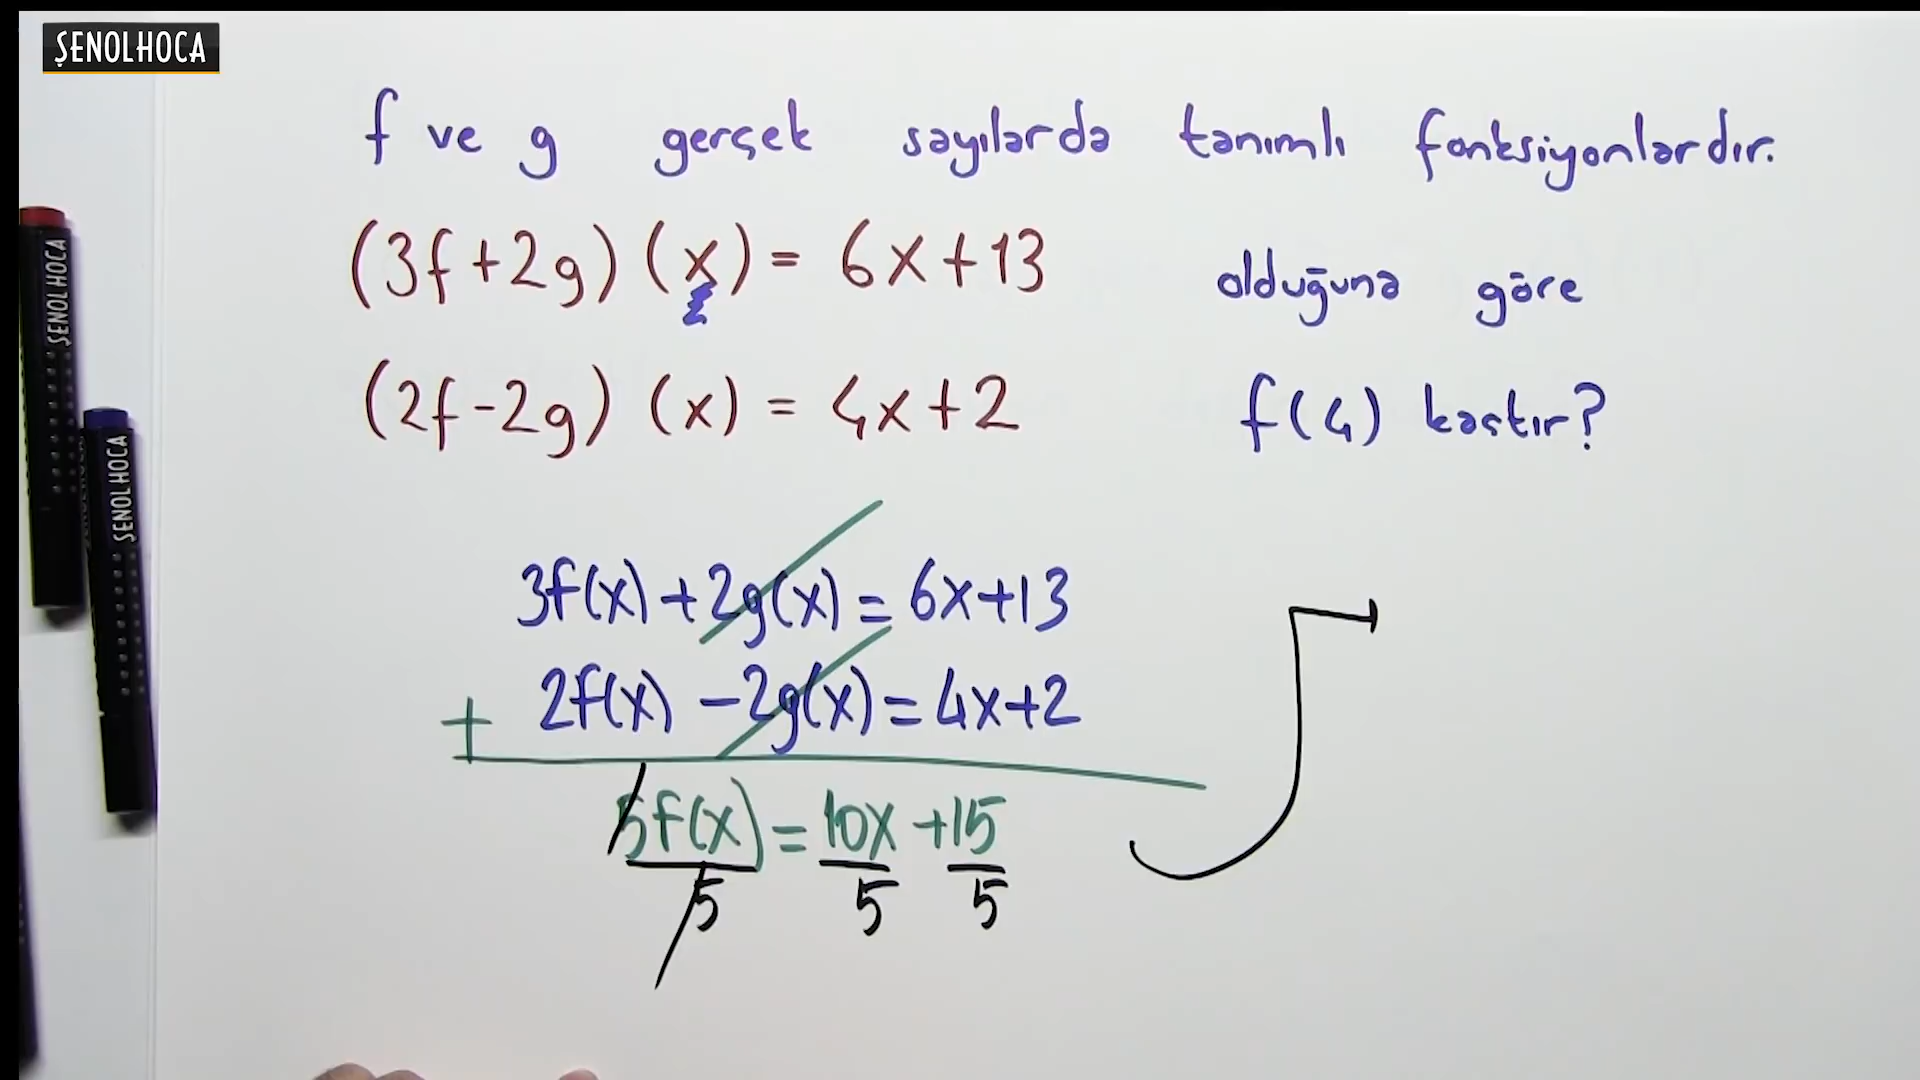 ŞENOLHOCA
f ve g gerçek sayılarda tanımlı fonksiyonlardır.
(3f+2g)(x) = 6x+13 olduğuna göre
(2f-2g)(x) = 4x+2 f(4) kaçtır?
3f(x)+2g(x) = 6x+13
+ 2f(x) -2g(x) = 4x+2
5f(x) = 10x +15
5 5 5
ŞENOLHOCA
ŞENOLHOCA